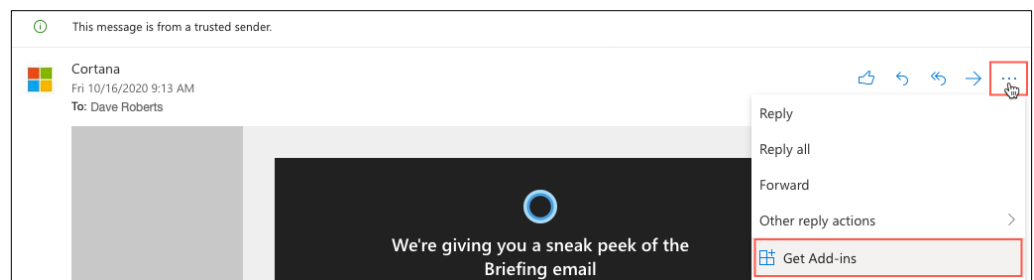 This message is from a trusted sender.
Cortana
Fri 10/16/2020 9:13 AM
To: Dave Roberts
Reply
Reply all
Forward
Other reply actions
Get Add-ins
We're giving you a sneak peek of the
Briefing email